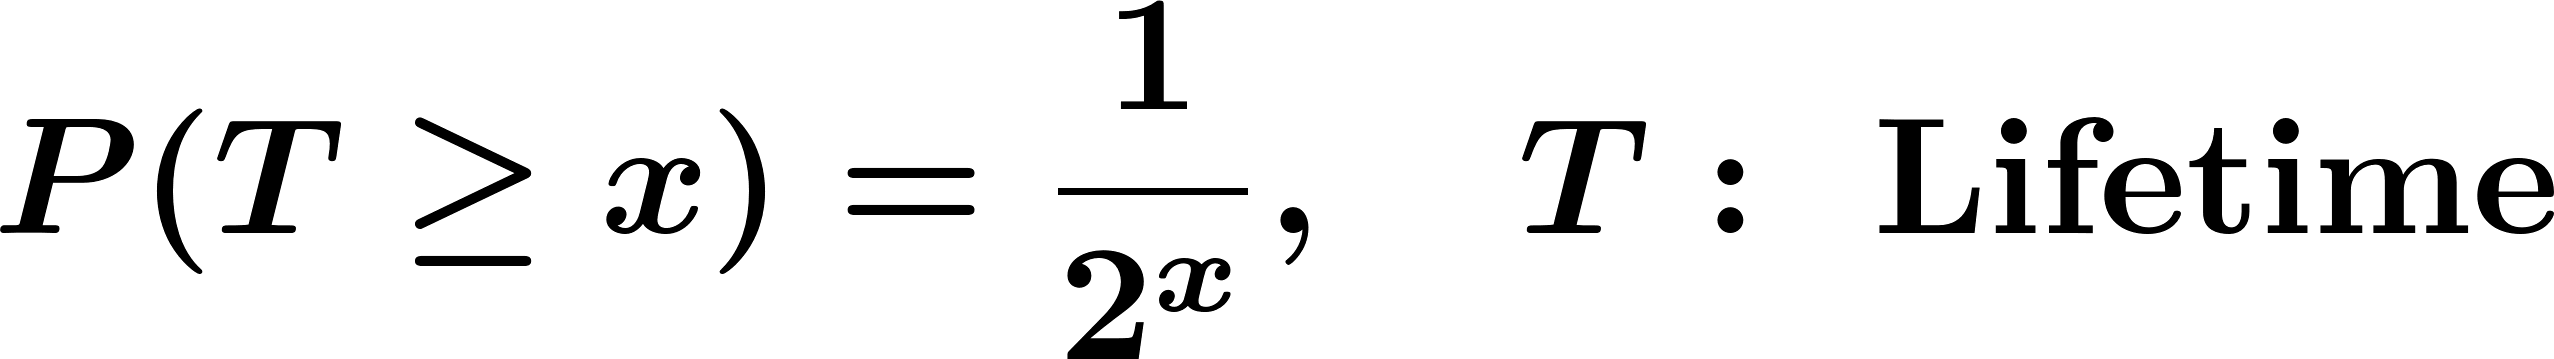 P(T ≥ x) = 1/2^x, T : Lifetime